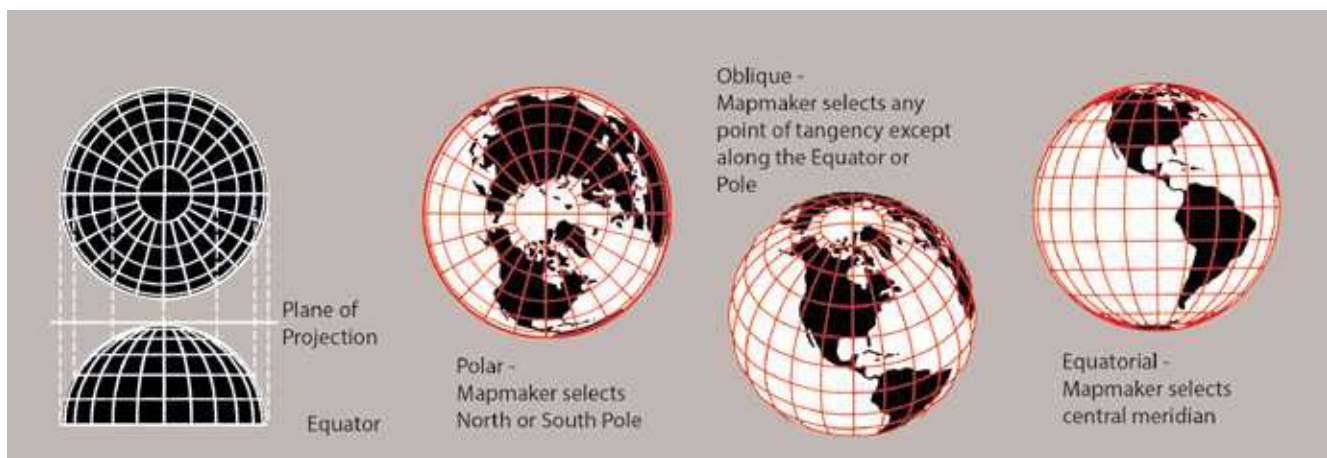 Plane of
Projection
Equator
Polar -
Mapmaker selects
North or South Pole
Oblique -
Mapmaker selects any
point of tangency except
along the Equator or
Pole
Equatorial -
Mapmaker selects
central meridian